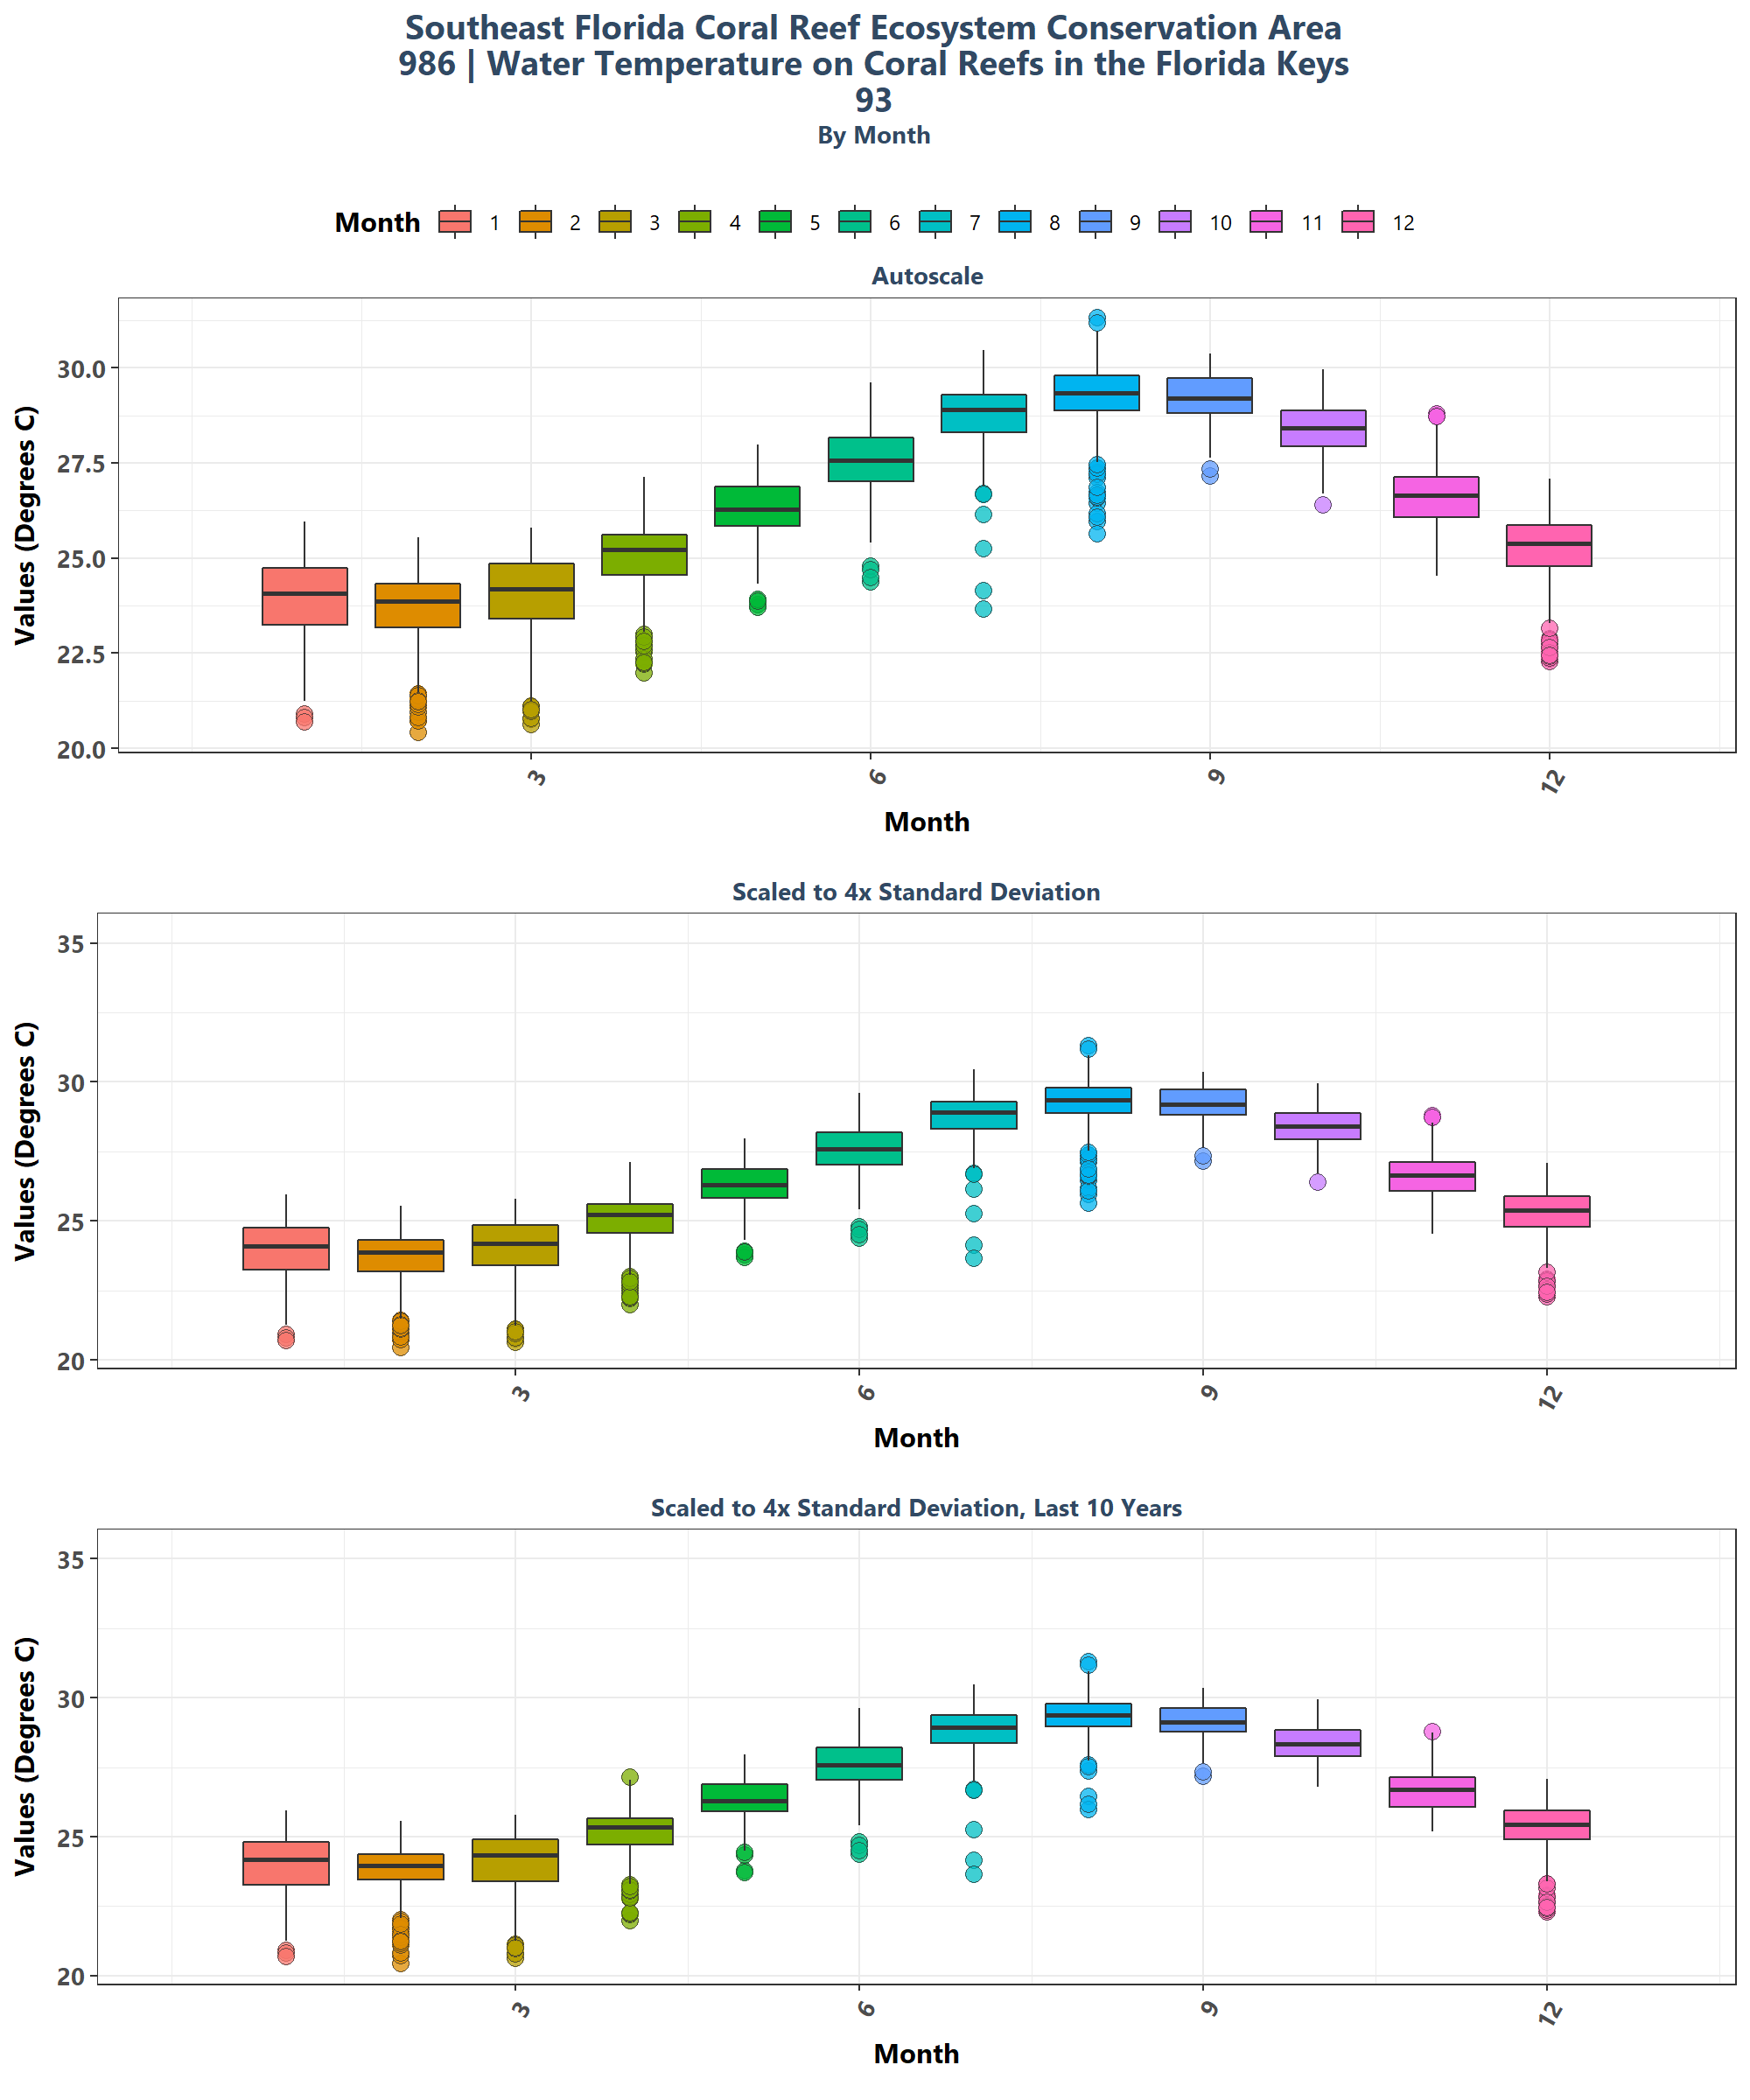 Southeast Florida Coral Reef Ecosystem Conservation Area
986 | Water Temperature on Coral Reefs in the Florida Keys
93
By Month
Month 1 2 3 4 5 6 7 8 9 10 11 12
Autoscale
Values (Degrees C)
30.0
27.5
25.0
22.5
20.0
3 6 9 12
Month
Scaled to 4x Standard Deviation
Values (Degrees C)
35
30
25
20
3 6 9 12
Month
Scaled to 4x Standard Deviation, Last 10 Years
Values (Degrees C)
35
30
25
20
3 6 9 12
Month